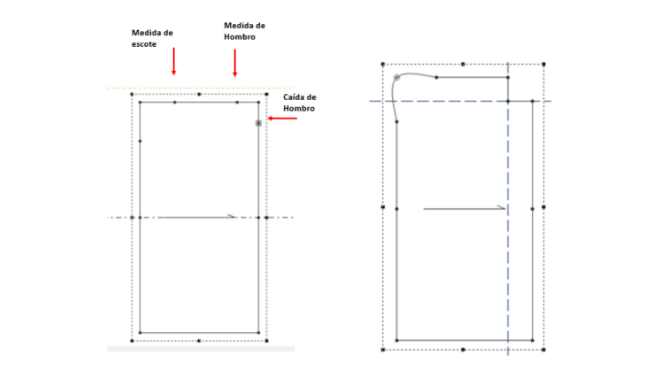 Medida de
escote
Medida de
Hombro
Caída de
Hombro